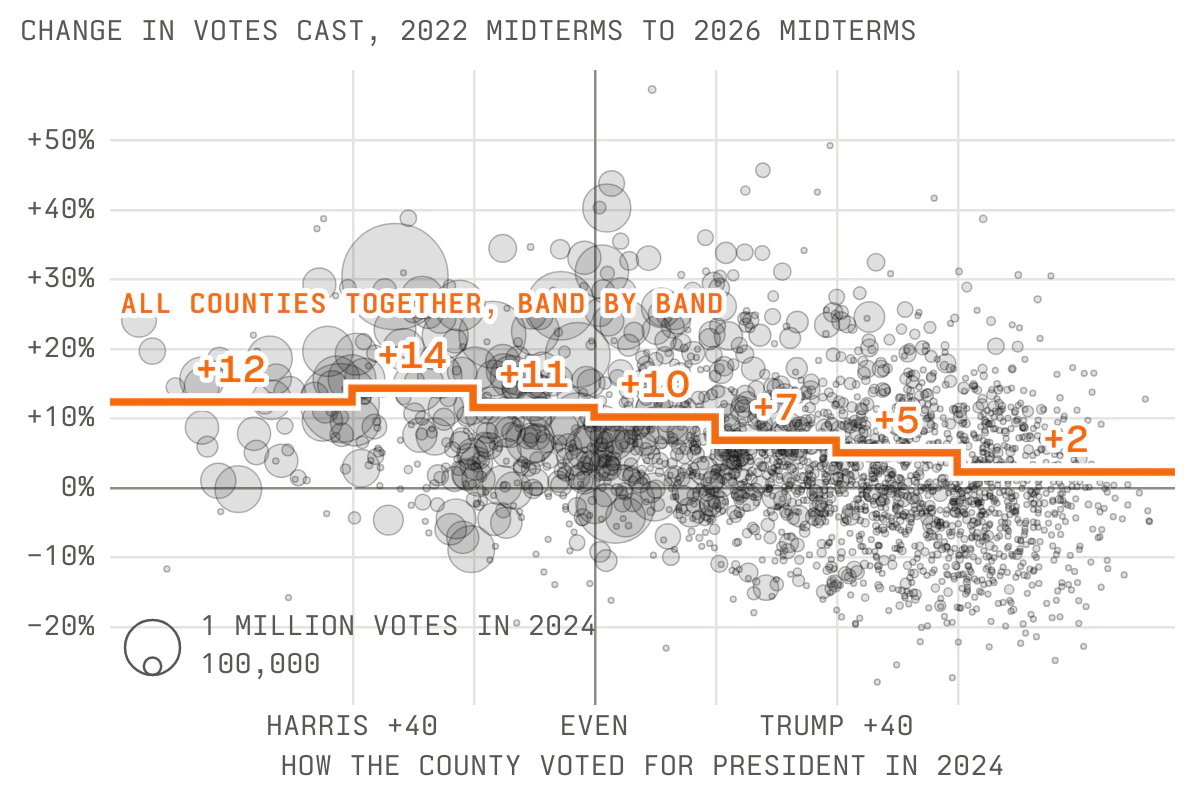 CHANGE IN VOTES CAST, 2022 MIDTERMS TO 2026 MIDTERMS
+50%
+40%
+30%
ALL COUNTIES TOGETHER, BAND BY BAND
+20%
+12
+14
+11
+10
+7
+5
+2
+10%
0%
−10%
−20%
1 MILLION VOTES IN 2024
100,000
HARRIS +40
EVEN
TRUMP +40
HOW THE COUNTY VOTED FOR PRESIDENT IN 2024